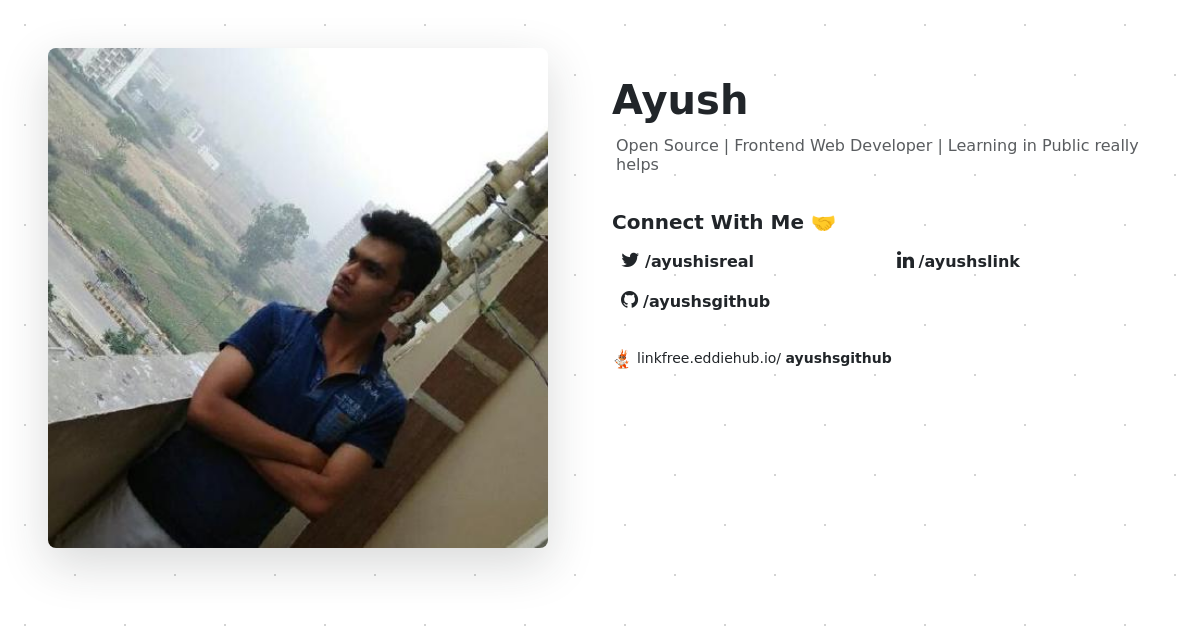 Ayush
Open Source | Frontend Web Developer | Learning in Public really
helps
Connect With Me 🤝
/ayushisreal
/ayushslink
/ayushsgithub
linkfree.eddiehub.io/ayushsgithub